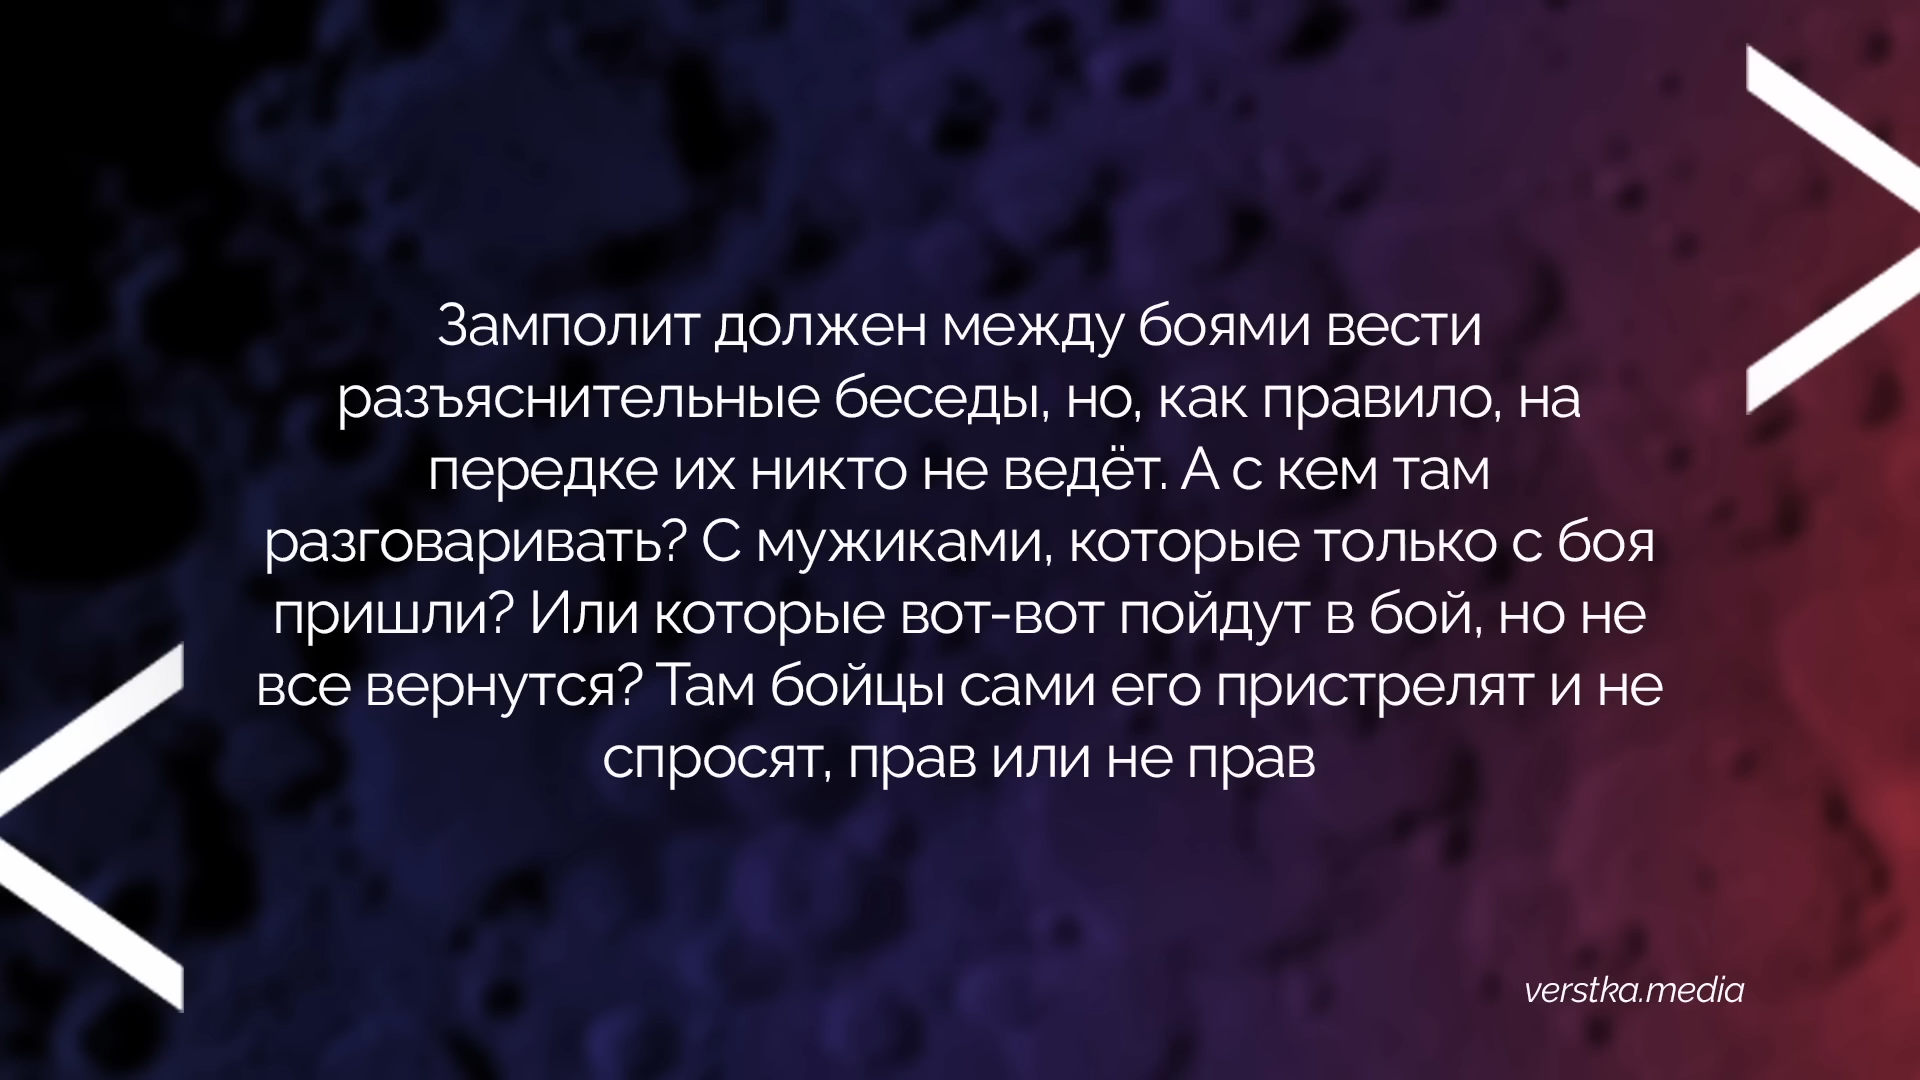 Замполит должен между боями вести
разъяснительные беседы, но, как правило, на
передке их никто не ведёт. А с кем там
разговаривать? С мужиками, которые только с боя
пришли? Или которые вот-вот пойдут в бой, но не
все вернутся? Там бойцы сами его пристрелят и не
спросят, прав или не прав
verstka.media